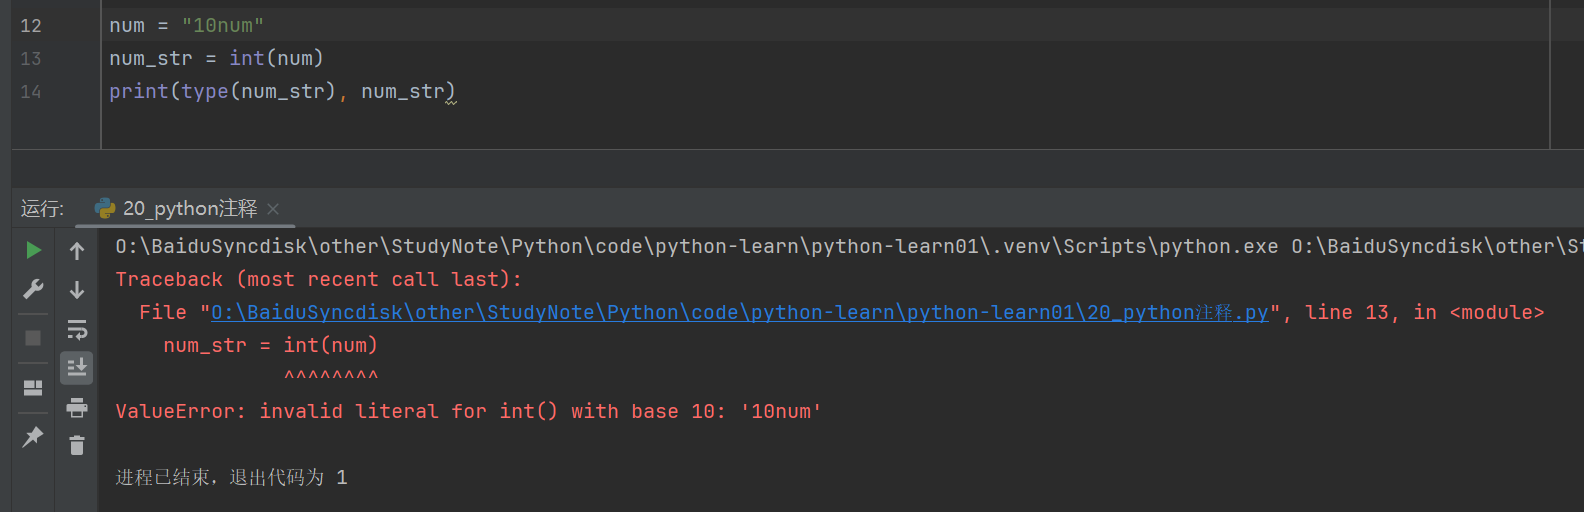 12 num = "10num"
13 num_str = int(num)
14 print(type(num_str), num_str)
运行: 20_python注释
O:\BaiduSyncdisk\other\StudyNote\Python\code\python-learn\python-learn01\.venv\Scripts\python.exe O:\BaiduSyncdisk\other\St
Traceback (most recent call last):
  File "O:\BaiduSyncdisk\other\StudyNote\Python\code\python-learn\python-learn01\20_python注释.py", line 13, in <module>
    num_str = int(num)
              ^^^^^^^^
ValueError: invalid literal for int() with base 10: '10num'
进程已结束，退出代码为 1